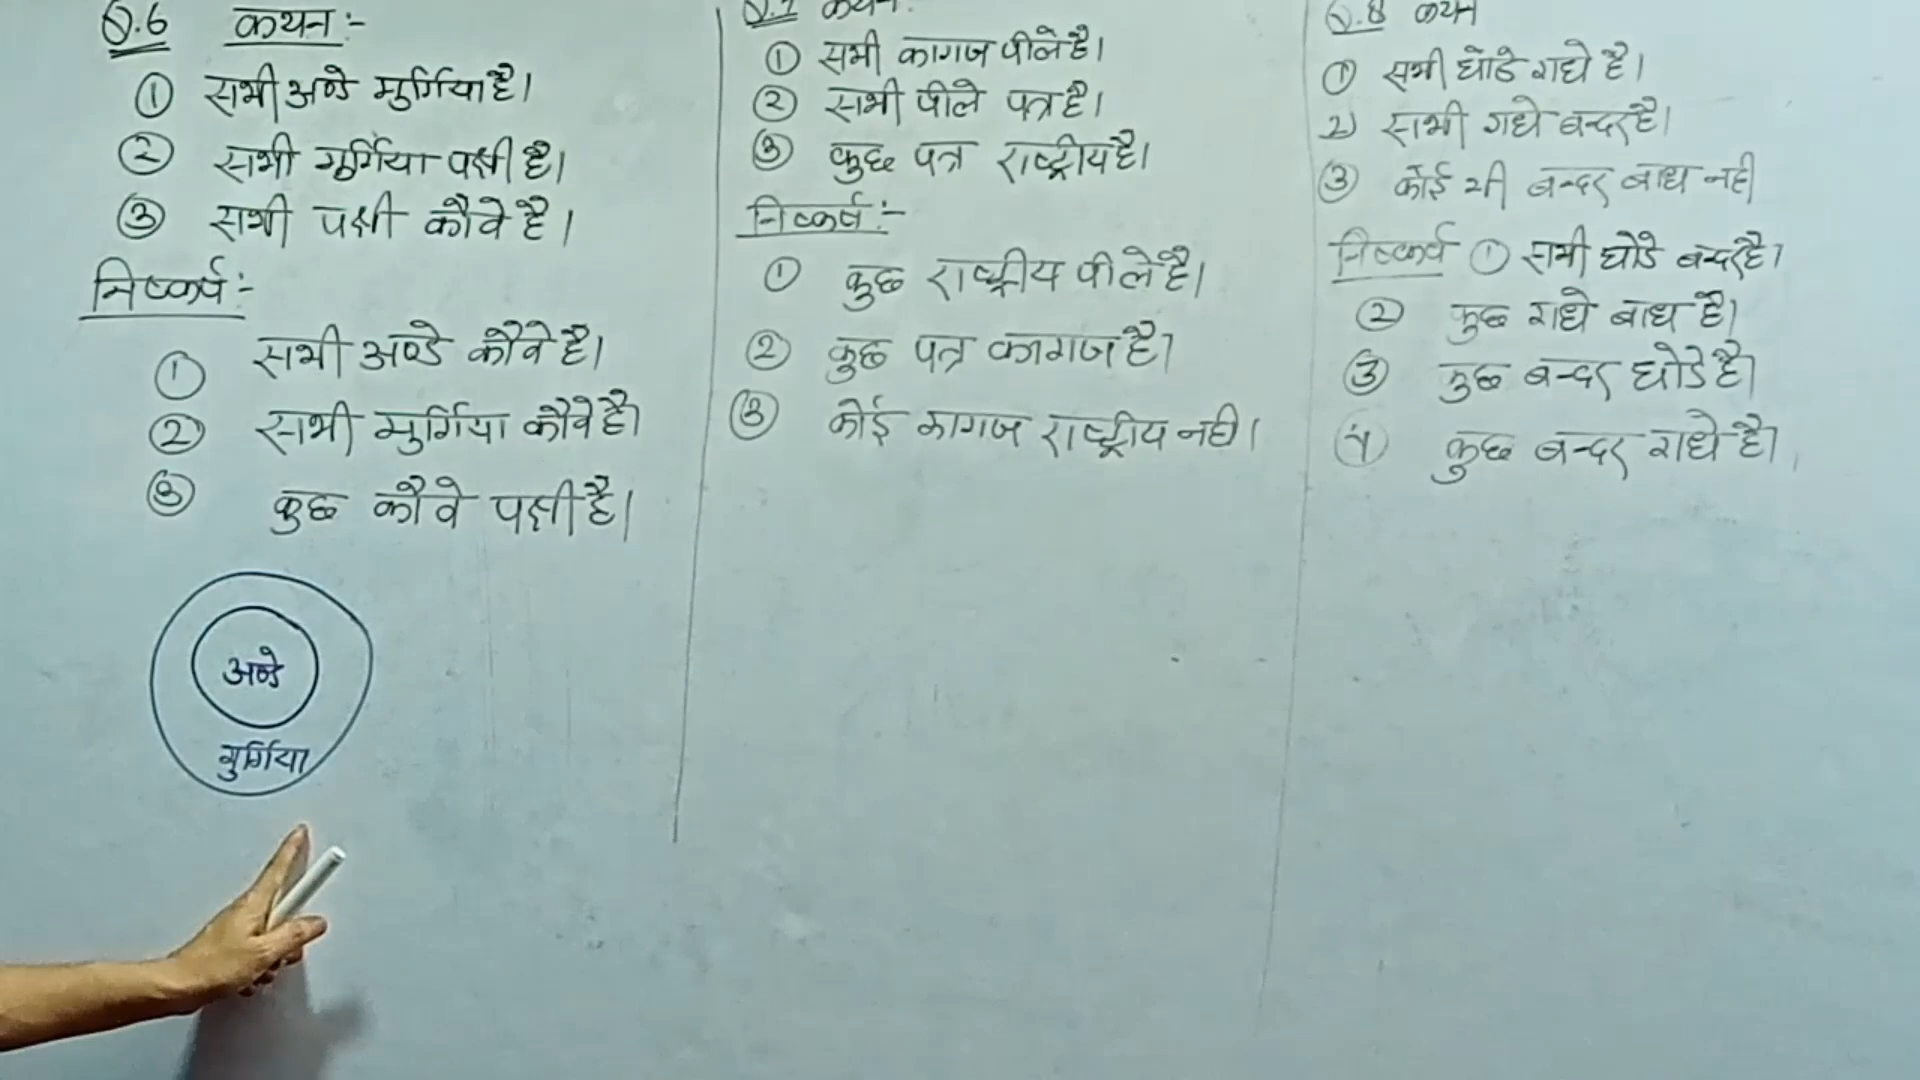 Q.6 कथन:-
① सभी अण्डे मुर्गिया है।
② सभी मुर्गिया पक्षी है।
③ सभी पक्षी कौवे है।
निष्कर्ष:-
① सभी अण्डे कौवे है।
② सभी मुर्गिया कौवे है।
③ कुछ कौवे पक्षी है।
अण्डे
मुर्गिया
Q.7 कथन:
① सभी कागज पीले है।
② सभी पीले पत्र है।
③ कुछ पत्र राष्ट्रीय है।
निष्कर्ष:-
① कुछ राष्ट्रीय पीले है।
② कुछ पत्र कागज है।
③ कोई कागज राष्ट्रीय नही।
Q.8 कथन
① सभी घोडे गधे है।
2) सभी गधे बन्दर है।
③ कोई भी बन्दर बाघ नही
निष्कर्ष ① सभी घोडे बन्दर है।
② कुछ गधे बाघ है।
③ कुछ बन्दर घोडे है।
④ कुछ बन्दर गधे है।